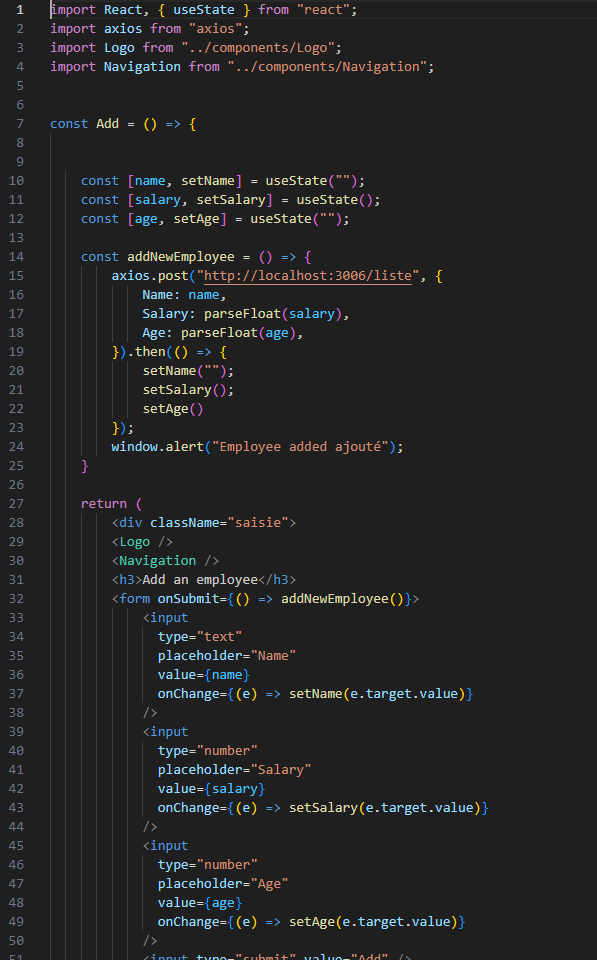 1 import React, { useState } from "react";
2 import axios from "axios";
3 import Logo from "../components/Logo";
4 import Navigation from "../components/Navigation";
5
6
7 const Add = () => {
8
9
10 const [name, setName] = useState("");
11 const [salary, setSalary] = useState();
12 const [age, setAge] = useState("");
13
14 const addNewEmployee = () => {
15 axios.post("http://localhost:3006/liste", {
16 Name: name,
17 Salary: parseFloat(salary),
18 Age: parseFloat(age),
19 }).then(() => {
20 setName("");
21 setSalary();
22 setAge()
23 });
24 window.alert("Employee added ajouté");
25 }
26
27 return (
28 <div className="saisie">
29 <Logo />
30 <Navigation />
31 <h3>Add an employee</h3>
32 <form onSubmit={() => addNewEmployee()}>
33 <input
34 type="text"
35 placeholder="Name"
36 value={name}
37 onChange={(e) => setName(e.target.value)}
38 />
39 <input
40 type="number"
41 placeholder="Salary"
42 value={salary}
43 onChange={(e) => setSalary(e.target.value)}
44 />
45 <input
46 type="number"
47 placeholder="Age"
48 value={age}
49 onChange={(e) => setAge(e.target.value)}
50 />
51 <input type="submit" value="Add" />